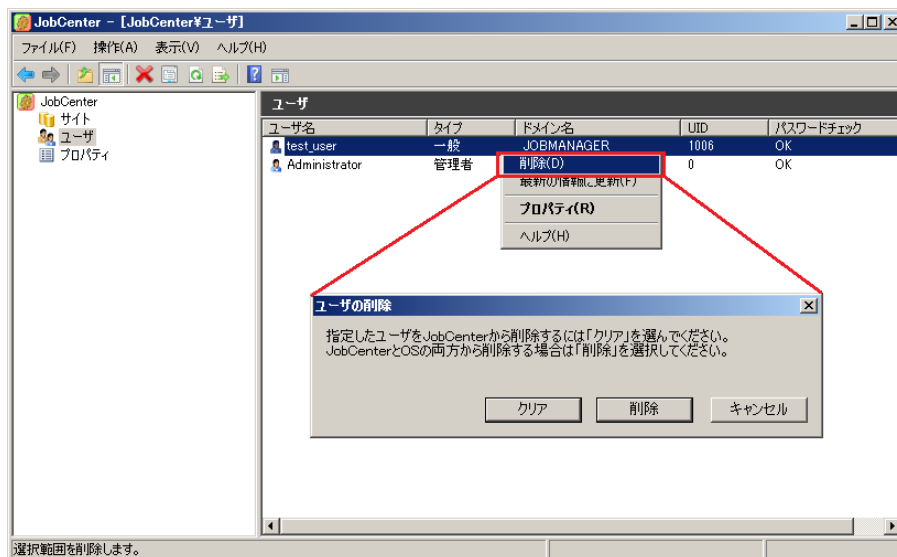 JobCenter - [JobCenter¥ユーザ]
ファイル(F) 操作(A) 表示(V) ヘルプ(H)
JobCenter
サイト
ユーザ
プロパティ
ユーザ
ユーザ名 タイプ ドメイン名 UID パスワードチェック
test_user 一般 JOBMANAGER 1006 OK
Administrator 管理者 0 OK
削除(D)
最新の情報に更新(F)
プロパティ(R)
ヘルプ(H)
ユーザの削除
指定したユーザをJobCenterから削除するには「クリア」を選んでください。
JobCenterとOSの両方から削除する場合は「削除」を選択してください。
クリア 削除 キャンセル
選択範囲を削除します。